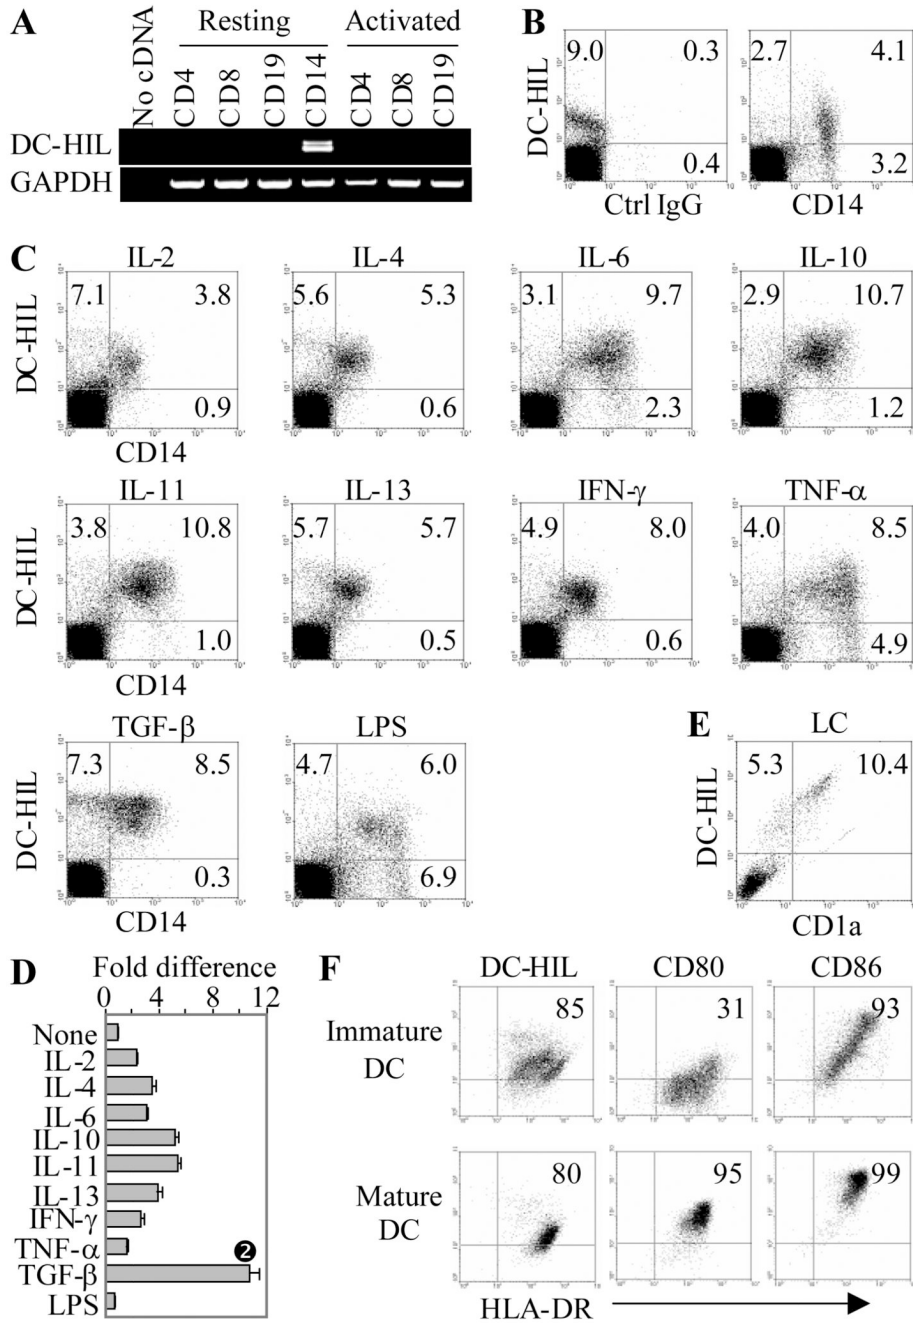 A
Resting Activated
No cDNA CD4 CD8 CD19 CD14 CD4 CD8 CD19
DC-HIL
GAPDH
B
DC-HIL
9.0 0.3
0.4
Ctrl IgG
2.7 4.1
3.2
CD14
C
IL-2 IL-4 IL-6 IL-10
DC-HIL
7.1 3.8 5.6 5.3 3.1 9.7 2.9 10.7
0.9 0.6 2.3 1.2
CD14
IL-11 IL-13 IFN-γ TNF-α
DC-HIL
3.8 10.8 5.7 5.7 4.9 8.0 4.0 8.5
1.0 0.5 0.6 4.9
CD14
TGF-β LPS
DC-HIL
7.3 8.5 4.7 6.0
0.3 6.9
CD14
E
LC
DC-HIL
5.3 10.4
CD1a
D
Fold difference
0 4 8 12
None
IL-2
IL-4
IL-6
IL-10
IL-11
IL-13
IFN-γ
TNF-α
TGF-β
❷
LPS
F
DC-HIL CD80 CD86
Immature
DC
85 31 93
Mature
DC
80 95 99
HLA-DR